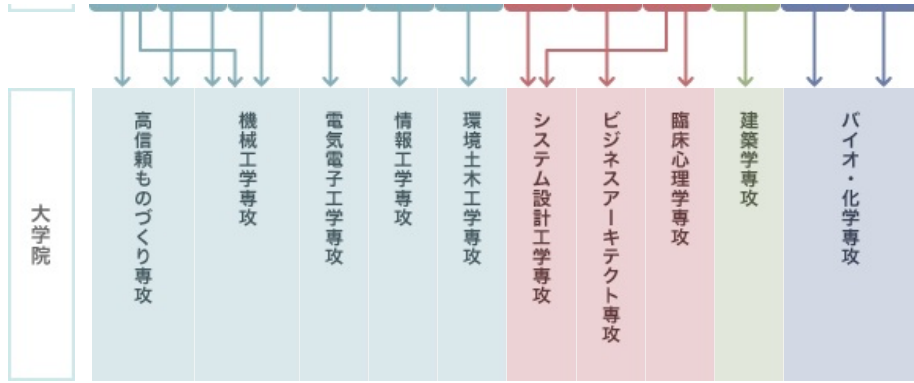 大学院
高信頼ものづくり専攻
機械工学専攻
電気電子工学専攻
情報工学専攻
環境土木工学専攻
システム設計工学専攻
ビジネスアーキテクト専攻
臨床心理学専攻
建築学専攻
バイオ・化学専攻